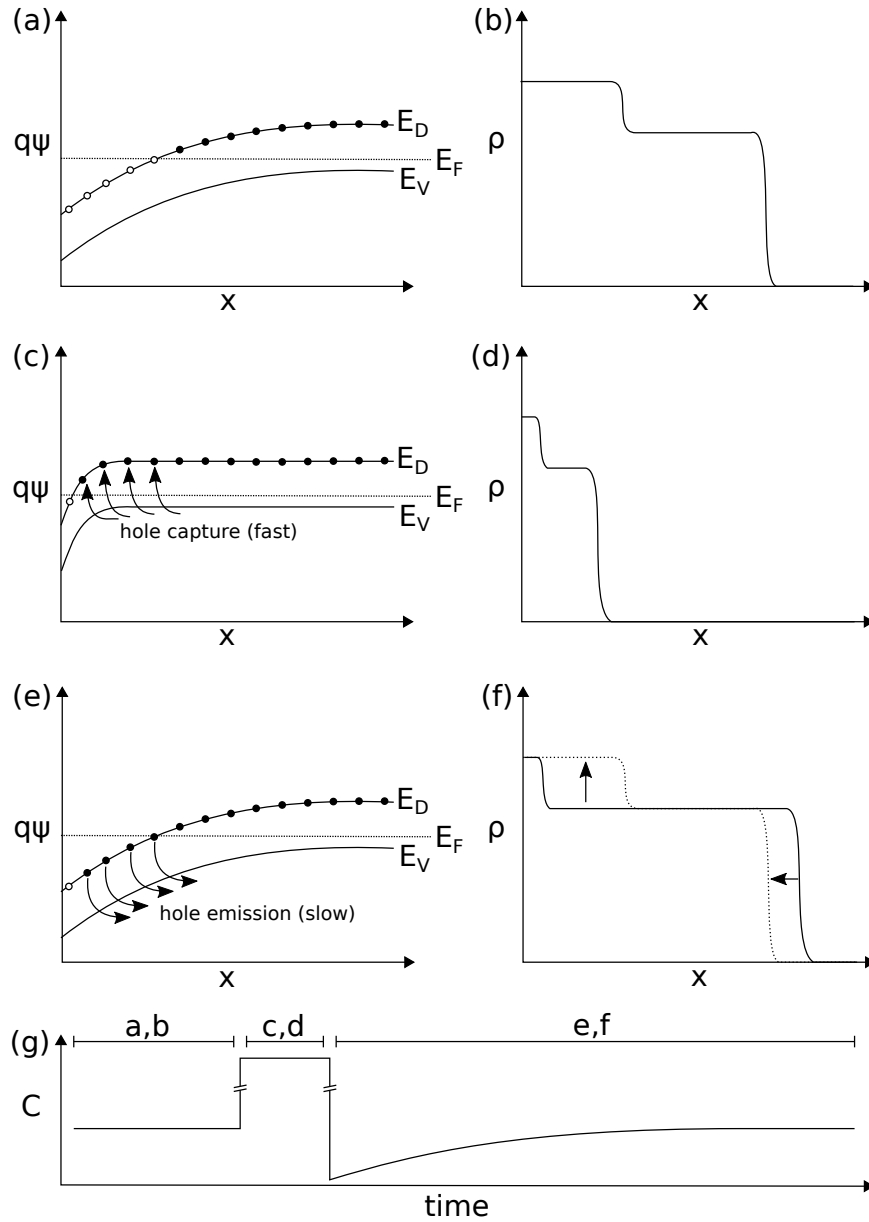 (a)
qψ
E_D
E_F
E_V
x
(b)
ρ
x
(c)
qψ
E_D
E_F
E_V
hole capture (fast)
x
(d)
ρ
x
(e)
qψ
E_D
E_F
E_V
hole emission (slow)
x
(f)
ρ
x
(g)
a,b
c,d
e,f
C
time